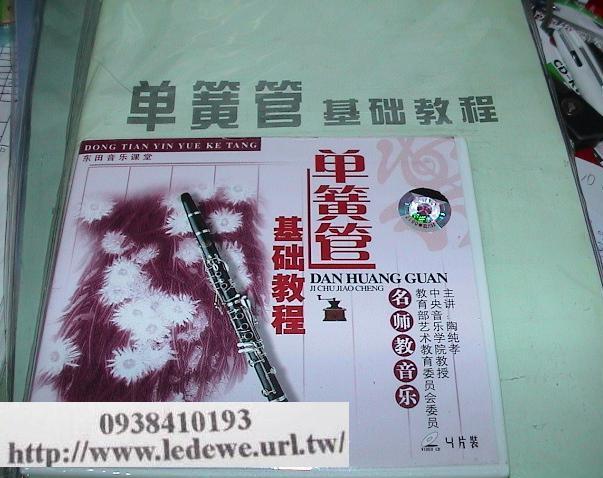 单簧管 基础教程
DONG TIAN YIN YUE KE TANG
东田音乐课堂
单簧管
基础教程
DAN HUANG GUAN
JI CHU JIAO CHENG
名师教音乐
主讲 陶纯孝
中央音乐学院教授
教育部艺术教育委员会委员
VIDEO CD
4片装
0938410193
http://www.ledewe.url.tw/